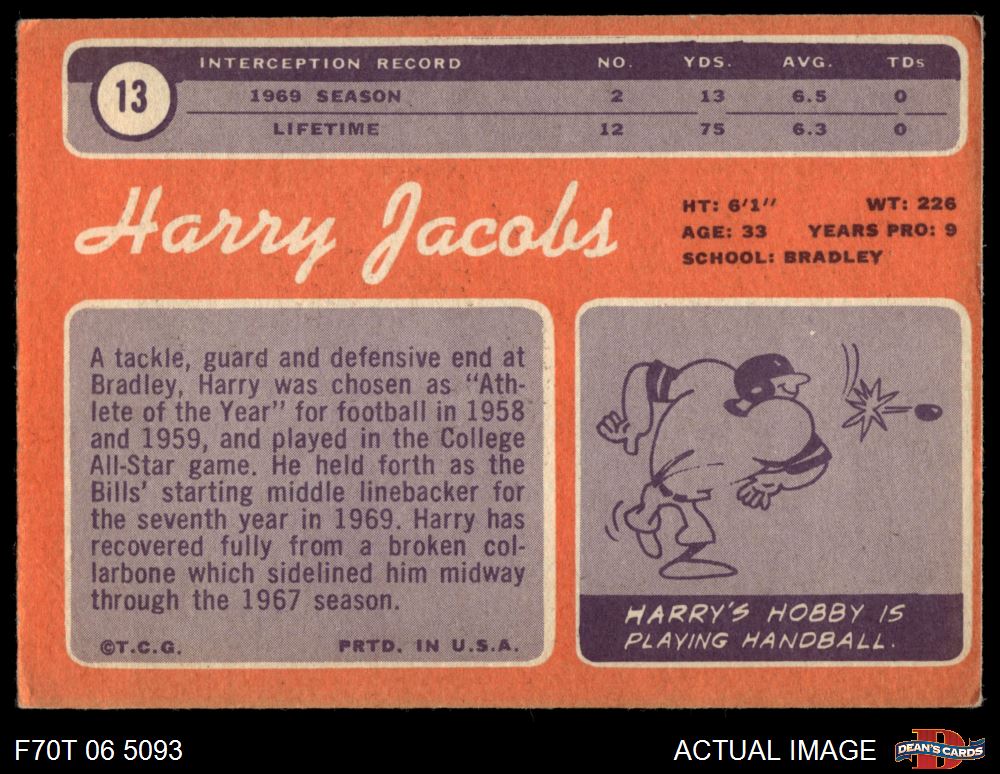 INTERCEPTION RECORD NO. YDS. AVG. TDs
13
1969 SEASON 2 13 6.5 0
LIFETIME 12 75 6.3 0
Harry Jacobs
HT: 6'1" WT: 226
AGE: 33 YEARS PRO: 9
SCHOOL: BRADLEY
A tackle, guard and defensive end at
Bradley, Harry was chosen as "Ath-
lete of the Year" for football in 1958
and 1959, and played in the College
All-Star game. He held forth as the
Bills' starting middle linebacker for
the seventh year in 1969. Harry has
recovered fully from a broken col-
larbone which sidelined him midway
through the 1967 season.
©T.C.G. PRTD. IN U.S.A.
HARRY'S HOBBY IS
PLAYING HANDBALL.
F70T 06 5093 ACTUAL IMAGE
D
DEAN'S CARDS